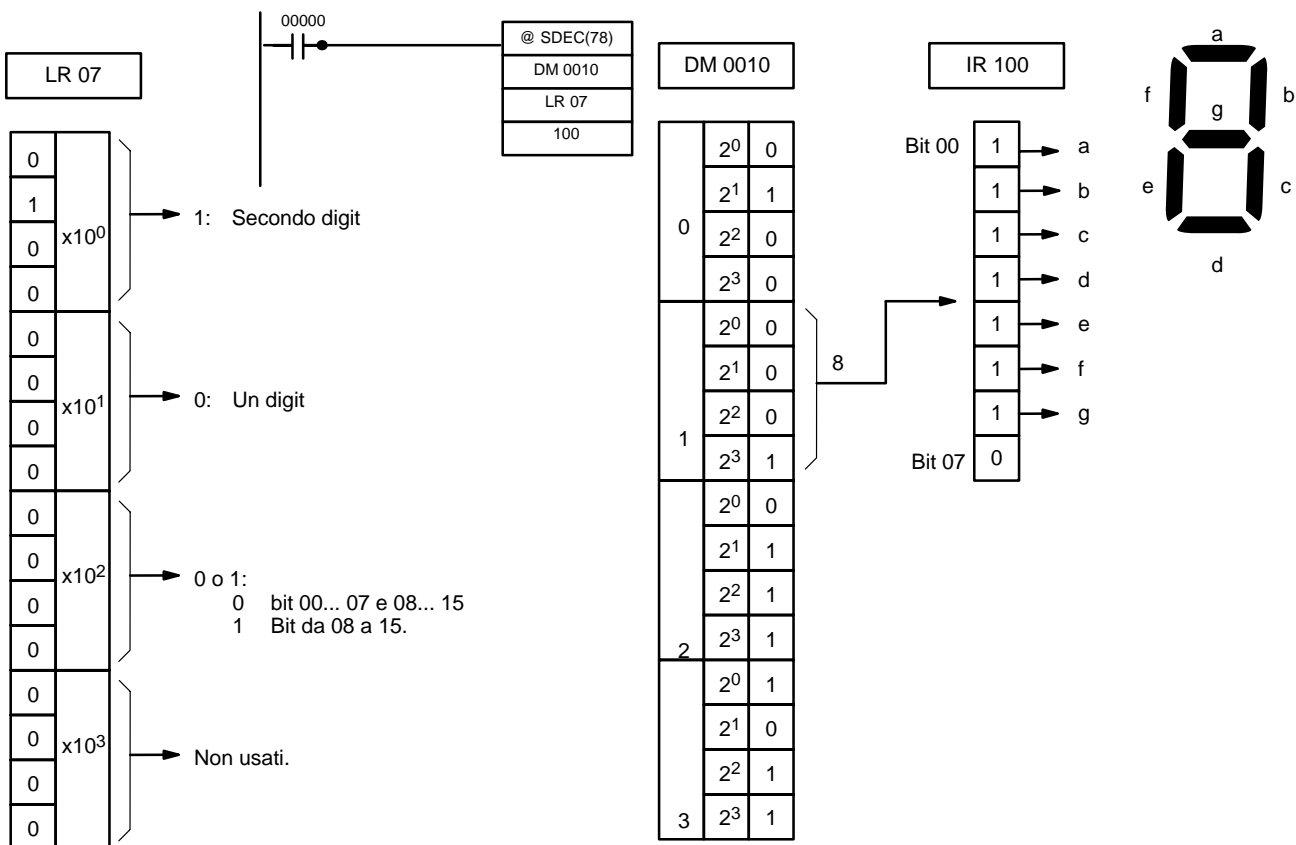 00000
@ SDEC(78)
DM 0010
LR 07
100
LR 07
0
1
0
0
x10⁰
1: Secondo digit
0
0
0
0
x10¹
0: Un digit
0
0
0
0
x10²
0 o 1:
0 bit 00... 07 e 08... 15
1 Bit da 08 a 15.
0
0
0
0
x10³
Non usati.
DM 0010
0
2⁰ 0
2¹ 1
2² 0
2³ 0
1
2⁰ 0
2¹ 0
2² 0
2³ 1
8
2
2⁰ 0
2¹ 1
2² 1
2³ 1
3
2⁰ 1
2¹ 0
2² 1
2³ 1
IR 100
Bit 00 1 a
1 b
1 c
1 d
1 e
1 f
1 g
Bit 07 0
a
f b
g
e c
d